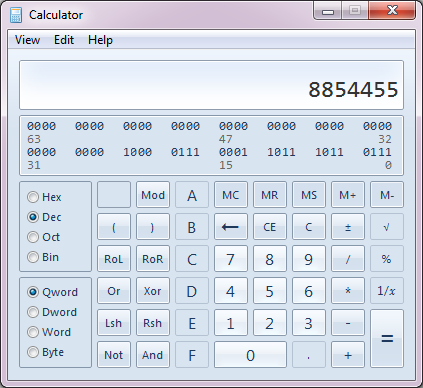 Calculator
View Edit Help
8854455
0000 0000 0000 0000 0000 0000 0000 0000
63 47 32
0000 0000 1000 0111 0001 1011 1011 0111
31 15 0
Hex Mod A MC MR MS M+ M-
Dec ( ) B ← CE C ± √
Oct RoL RoR C 7 8 9 / %
Bin
Qword Or Xor D 4 5 6 * 1/x
Dword
Word Lsh Rsh E 1 2 3 - =
Byte Not And F 0 . +